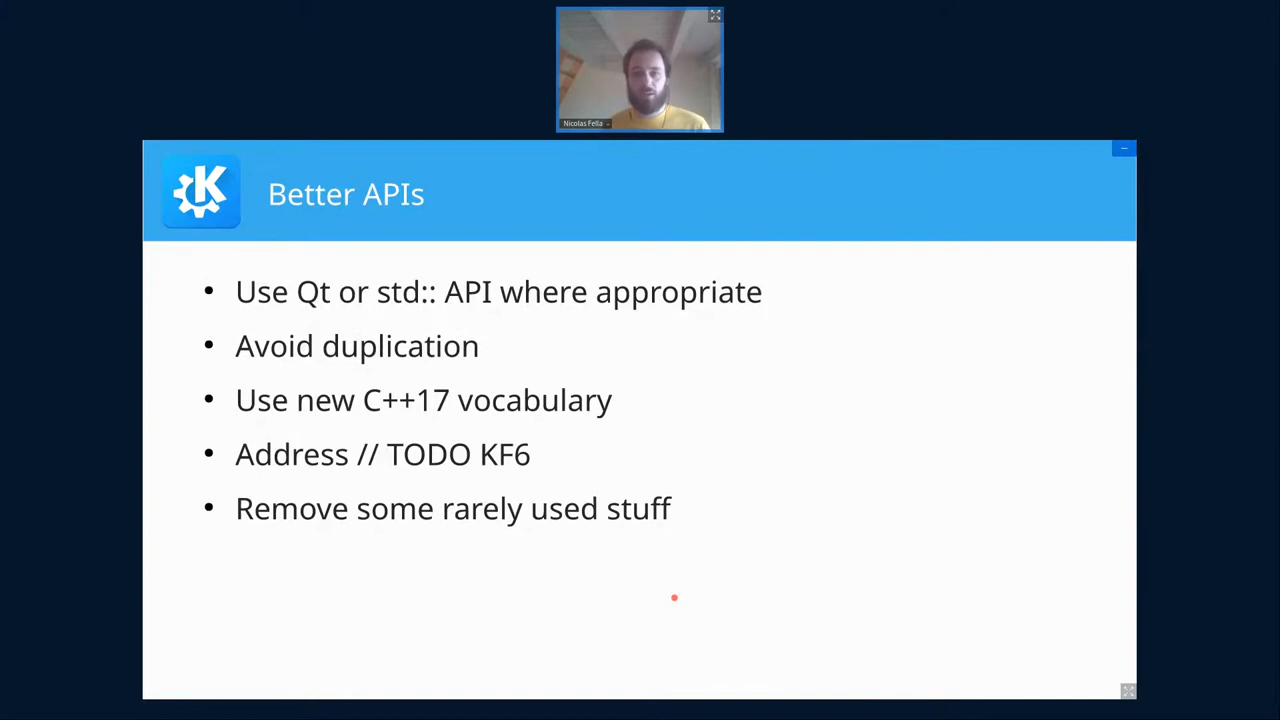 Nicolas Fella
Better APIs
• Use Qt or std:: API where appropriate
• Avoid duplication
• Use new C++17 vocabulary
• Address // TODO KF6
• Remove some rarely used stuff